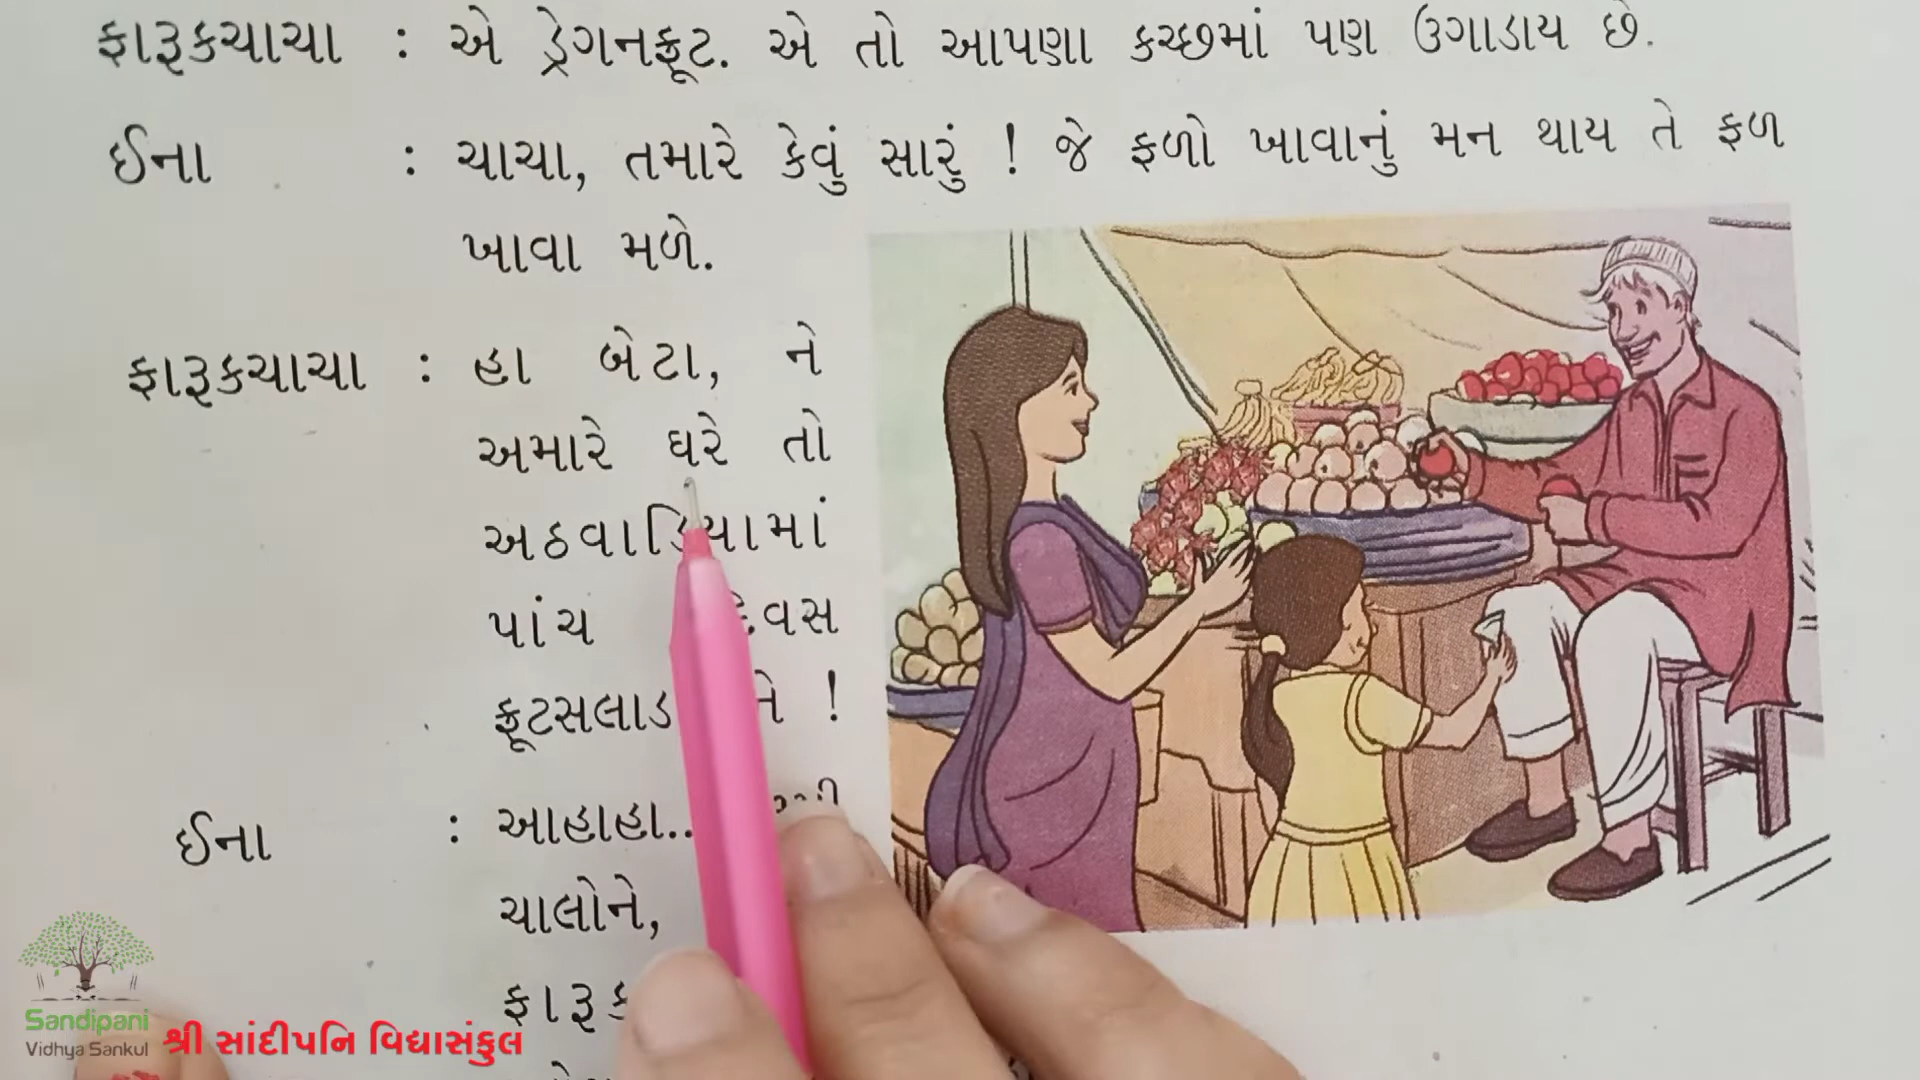 ફારૂકચાચા : એ ડ્રેગનફ્રૂટ. એ તો આપણા કચ્છમાં પણ ઉગાડાય છે.
ઈના : ચાચા, તમારે કેવું સારું ! જે ફળો ખાવાનું મન થાય તે ફળ
ખાવા મળે.
ફારૂકચાચા : હા બેટા, ને
અમારે ઘરે તો
અઠવાડિયામાં
પાંચ
ફ્રૂટસલાડ !
ઈના : આહાહા..
ચાલોને,
Sandipani
Vidhya Sankul
શ્રી સાંદીપનિ વિદ્યાસંકુલ